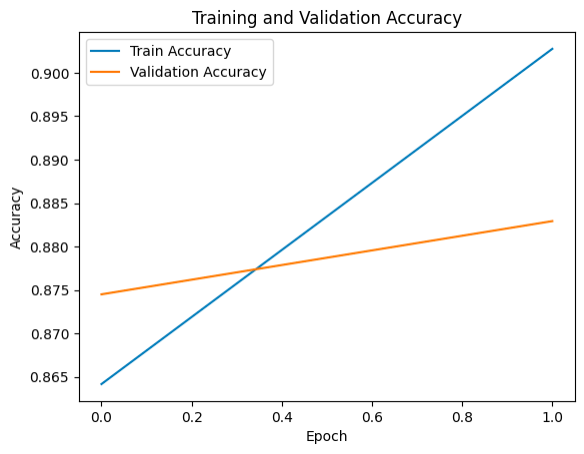 Training and Validation Accuracy
Train Accuracy
Validation Accuracy
0.900
0.895
0.890
0.885
0.880
0.875
0.870
0.865
Accuracy
0.0 0.2 0.4 0.6 0.8 1.0
Epoch